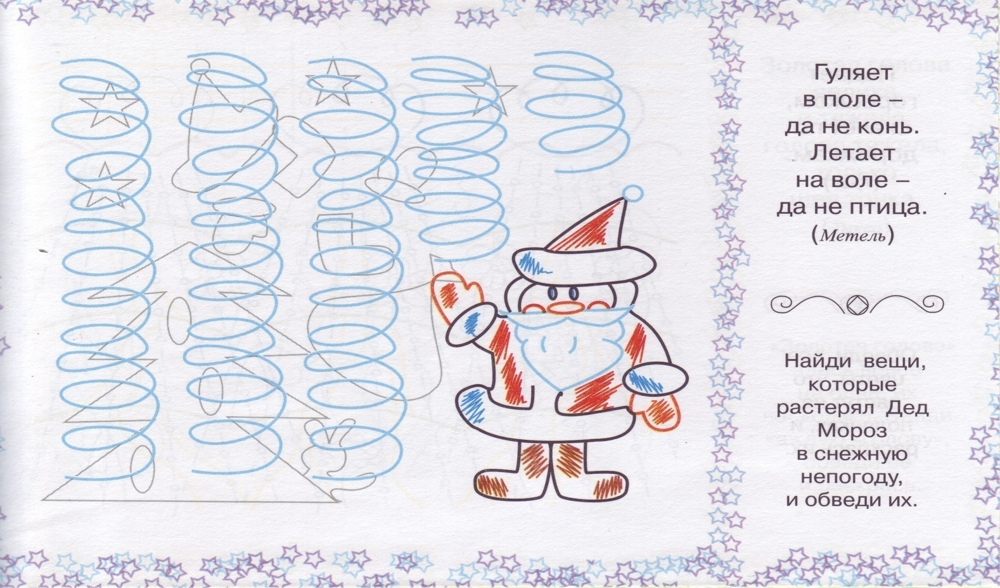 Гуляет
в поле –
да не конь.
Летает
на воле –
да не птица.
(Метель)
Найди вещи,
которые
растерял Дед
Мороз
в снежную
непогоду,
и обведи их.